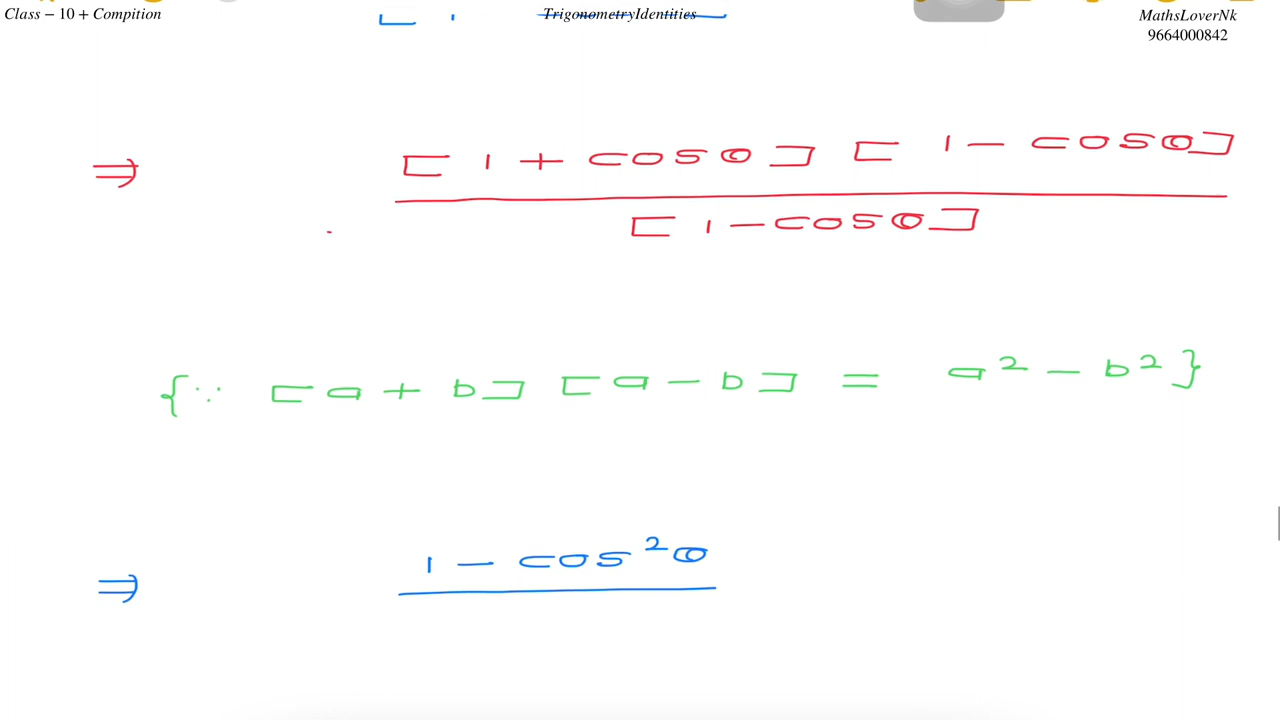 Class – 10 + Compition
TrigonometryIdentities
MathsLoverNk
9664000842
⇒ [1 + cosθ] [1 – cosθ]
[1 – cosθ]
{∵ [a + b] [a – b] = a² – b²}
⇒ 1 – cos²θ